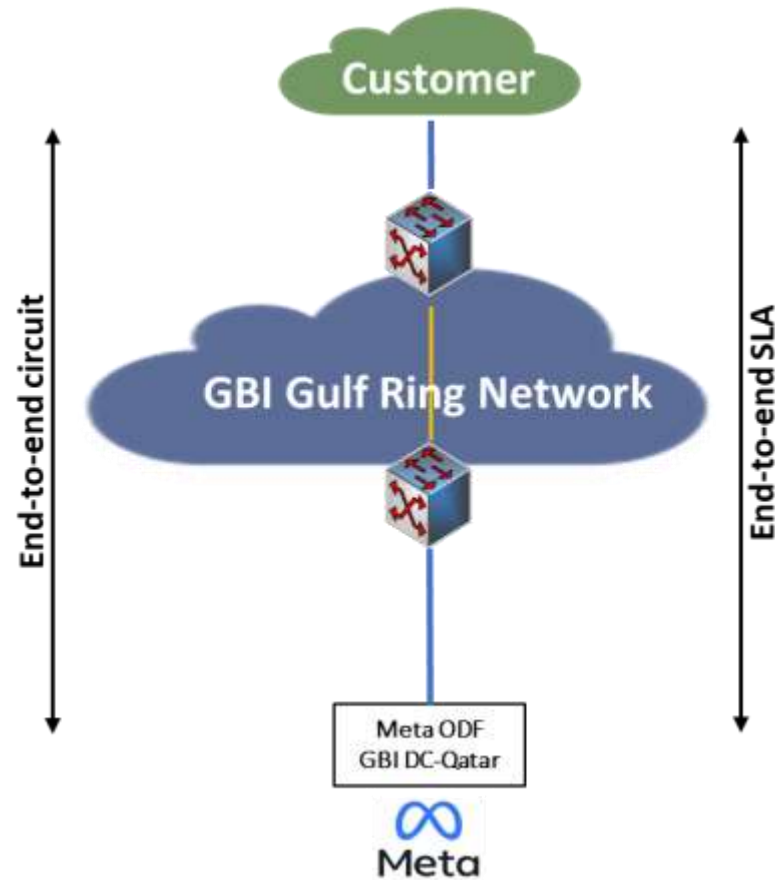 Customer
End-to-end circuit
End-to-end SLA
GBI Gulf Ring Network
Meta ODF
GBI DC-Qatar
Meta